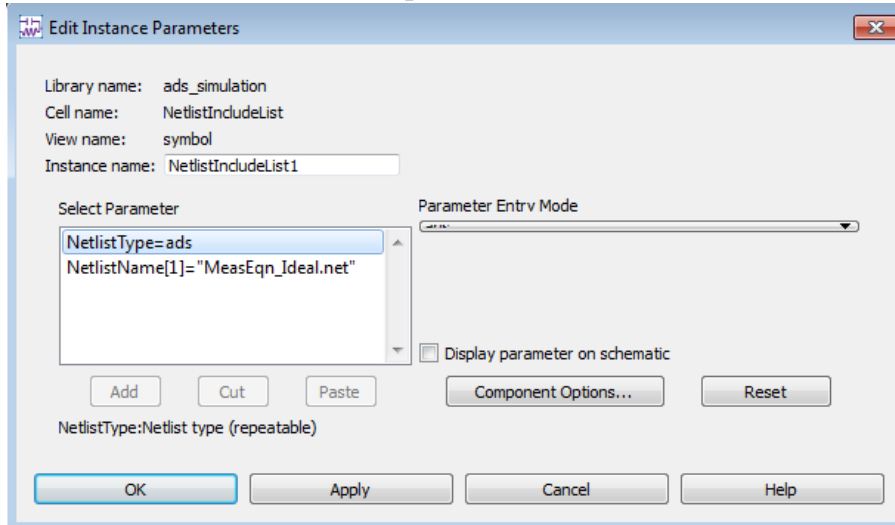 Edit Instance Parameters
Library name: ads_simulation
Cell name: NetlistIncludeList
View name: symbol
Instance name: NetlistIncludeList1
Select Parameter
NetlistType=ads
NetlistName[1]="MeasEqn_Ideal.net"
Parameter Entry Mode
Display parameter on schematic
Add Cut Paste
Component Options... Reset
NetlistType:Netlist type (repeatable)
OK Apply Cancel Help